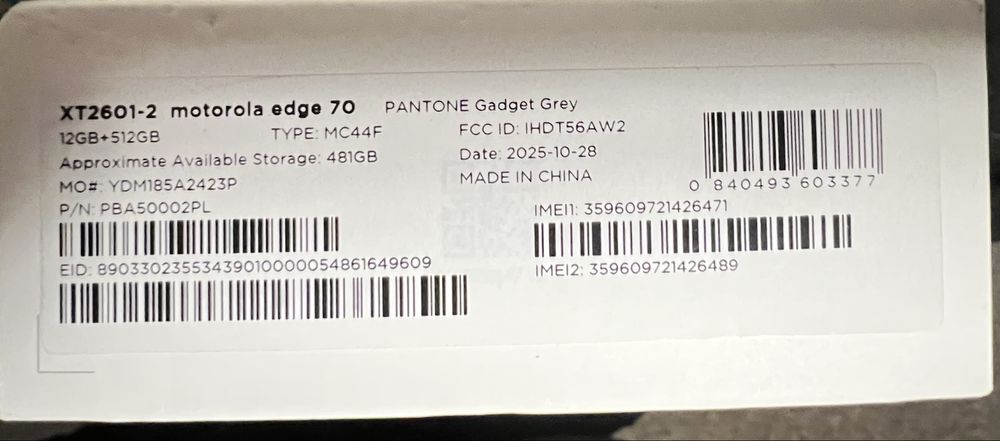 XT2601-2 motorola edge 70 PANTONE Gadget Grey
12GB+512GB TYPE: MC44F FCC ID: IHDT56AW2
Approximate Available Storage: 481GB Date: 2025-10-28
MO#: YDM185A2423P MADE IN CHINA
0 840493 603377
P/N: PBA50002PL IMEI1: 359609721426471
EID: 89033023553439010000054861649609 IMEI2: 359609721426489